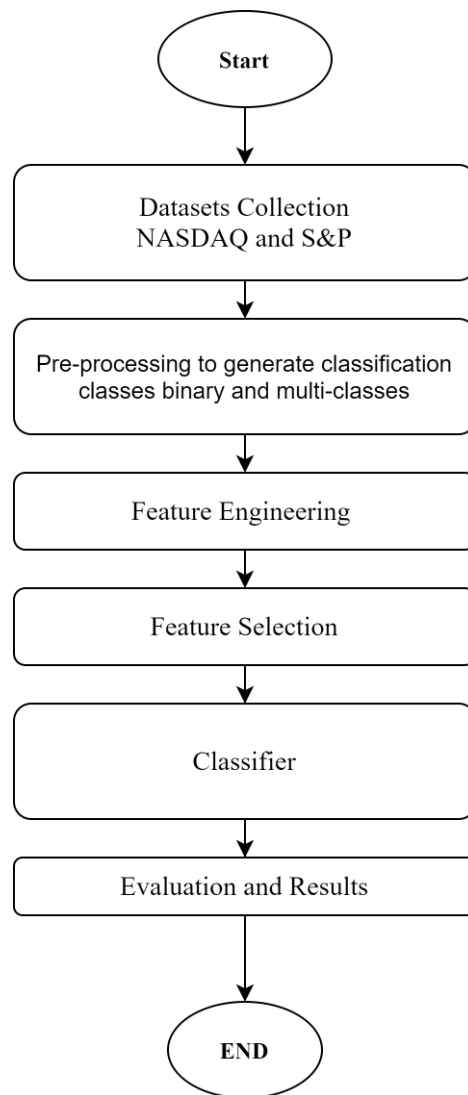 Start
Datasets Collection
NASDAQ and S&P
Pre-processing to generate classification
classes binary and multi-classes
Feature Engineering
Feature Selection
Classifier
Evaluation and Results
END